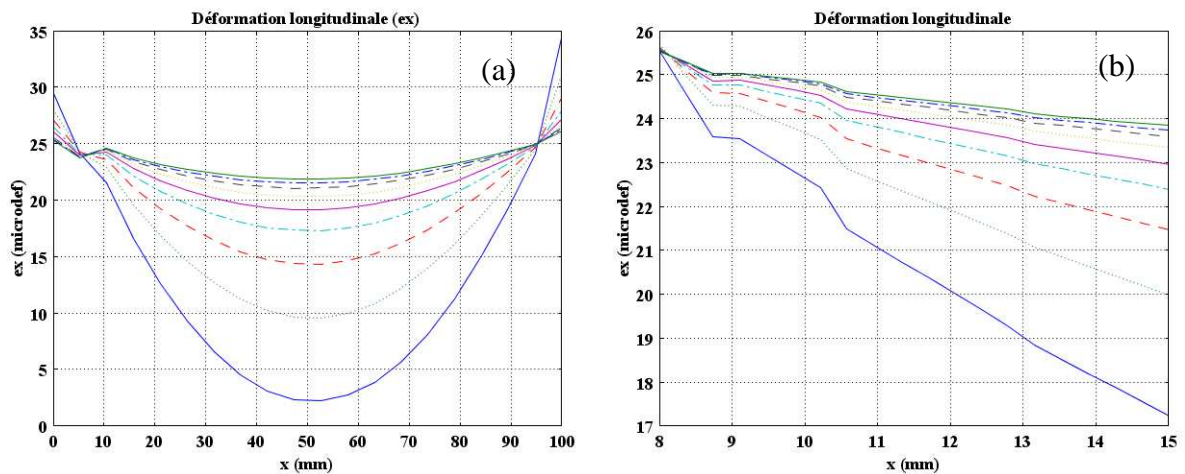 Déformation longitudinale (ex)
(a)
ex (microdef)
35
30
25
20
15
10
5
0
0 10 20 30 40 50 60 70 80 90 100
x (mm)
Déformation longitudinale
(b)
ex (microdef)
26
25
24
23
22
21
20
19
18
17
8 9 10 11 12 13 14 15
x (mm)